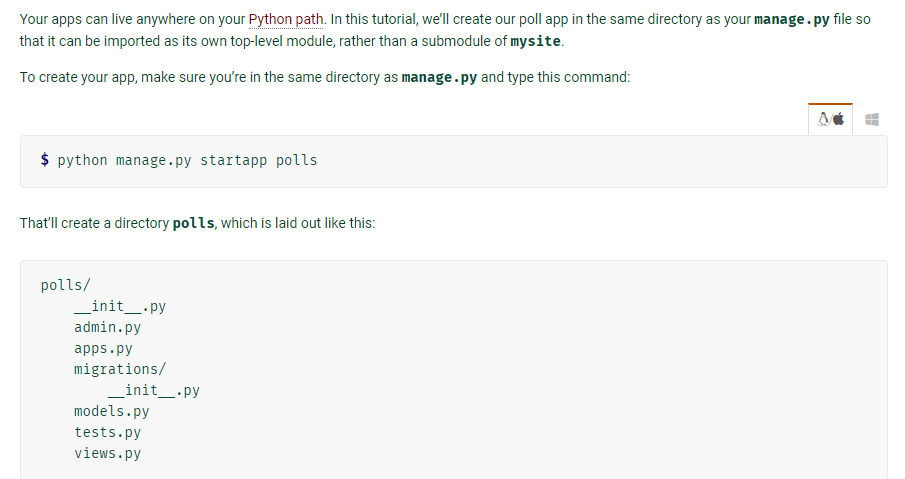 Your apps can live anywhere on your Python path. In this tutorial, we’ll create our poll app in the same directory as your manage.py file so
that it can be imported as its own top-level module, rather than a submodule of mysite.
To create your app, make sure you’re in the same directory as manage.py and type this command:
/
$ python manage.py startapp polls
That’ll create a directory polls, which is laid out like this:
polls/
    __init__.py
    admin.py
    apps.py
    migrations/
        __init__.py
    models.py
    tests.py
    views.py